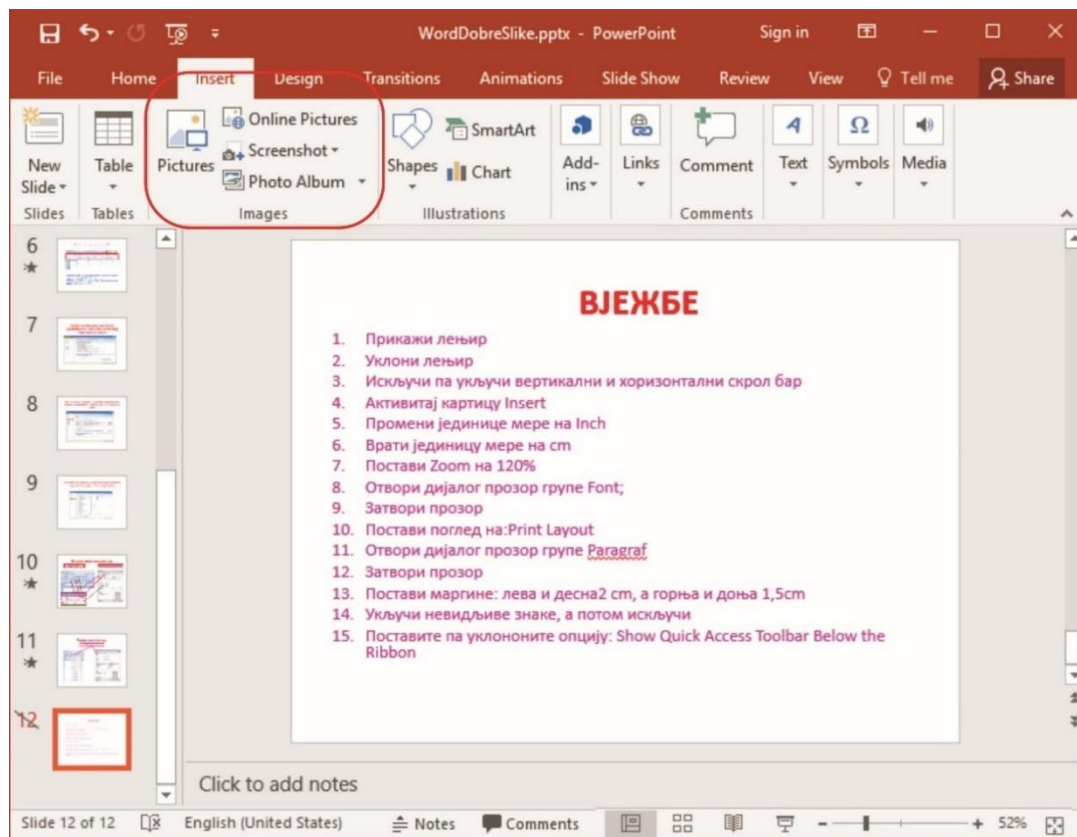 WordDobreSlike.pptx - PowerPoint
Sign in
File Home Insert Design Transitions Animations Slide Show Review View Tell me Share
New Slide
Table
Pictures
Online Pictures
Screenshot
Photo Album
Shapes
SmartArt
Chart
Add-ins
Links
Comment
Text
Symbols
Media
Slides Tables Images Illustrations Comments
6
7
8
9
10
11
12
ВЈЕЖБЕ
1. Прикажи лењир
2. Уклони лењир
3. Искључи па укључи вертикални и хоризонтални скрол бар
4. Активитај картицу Insert
5. Промени јединице мере на Inch
6. Врати јединицу мере на cm
7. Постави Zoom на 120%
8. Отвори дијалог прозор групе Font;
9. Затвори прозор
10. Постави поглед на:Print Layout
11. Отвори дијалог прозор групе Paragraf
12. Затвори прозор
13. Постави маргине: лева и десна2 cm, а горња и доња 1,5cm
14. Укључи невидљиве знаке, а потом искључи
15. Поставите па уклононите опцију: Show Quick Access Toolbar Below the
Ribbon
Click to add notes
Slide 12 of 12 English (United States) Notes Comments 52%